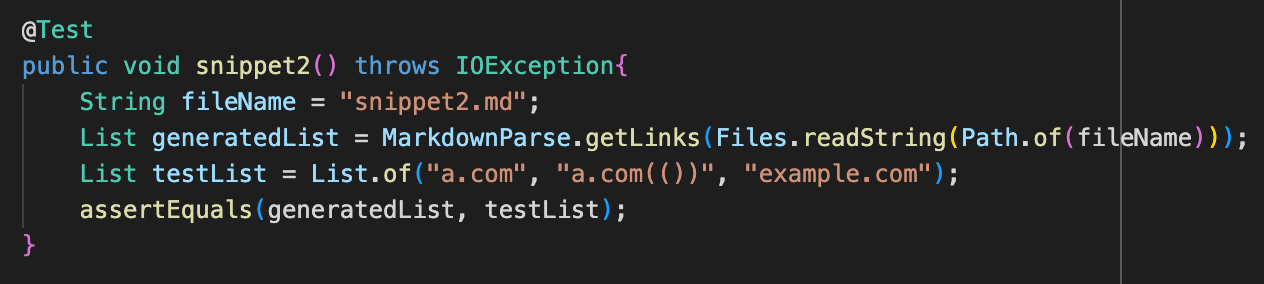 @Test
public void snippet2() throws IOException{
    String fileName = "snippet2.md";
    List generatedList = MarkdownParse.getLinks(Files.readString(Path.of(fileName)));
    List testList = List.of("a.com", "a.com(())", "example.com");
    assertEquals(generatedList, testList);
}